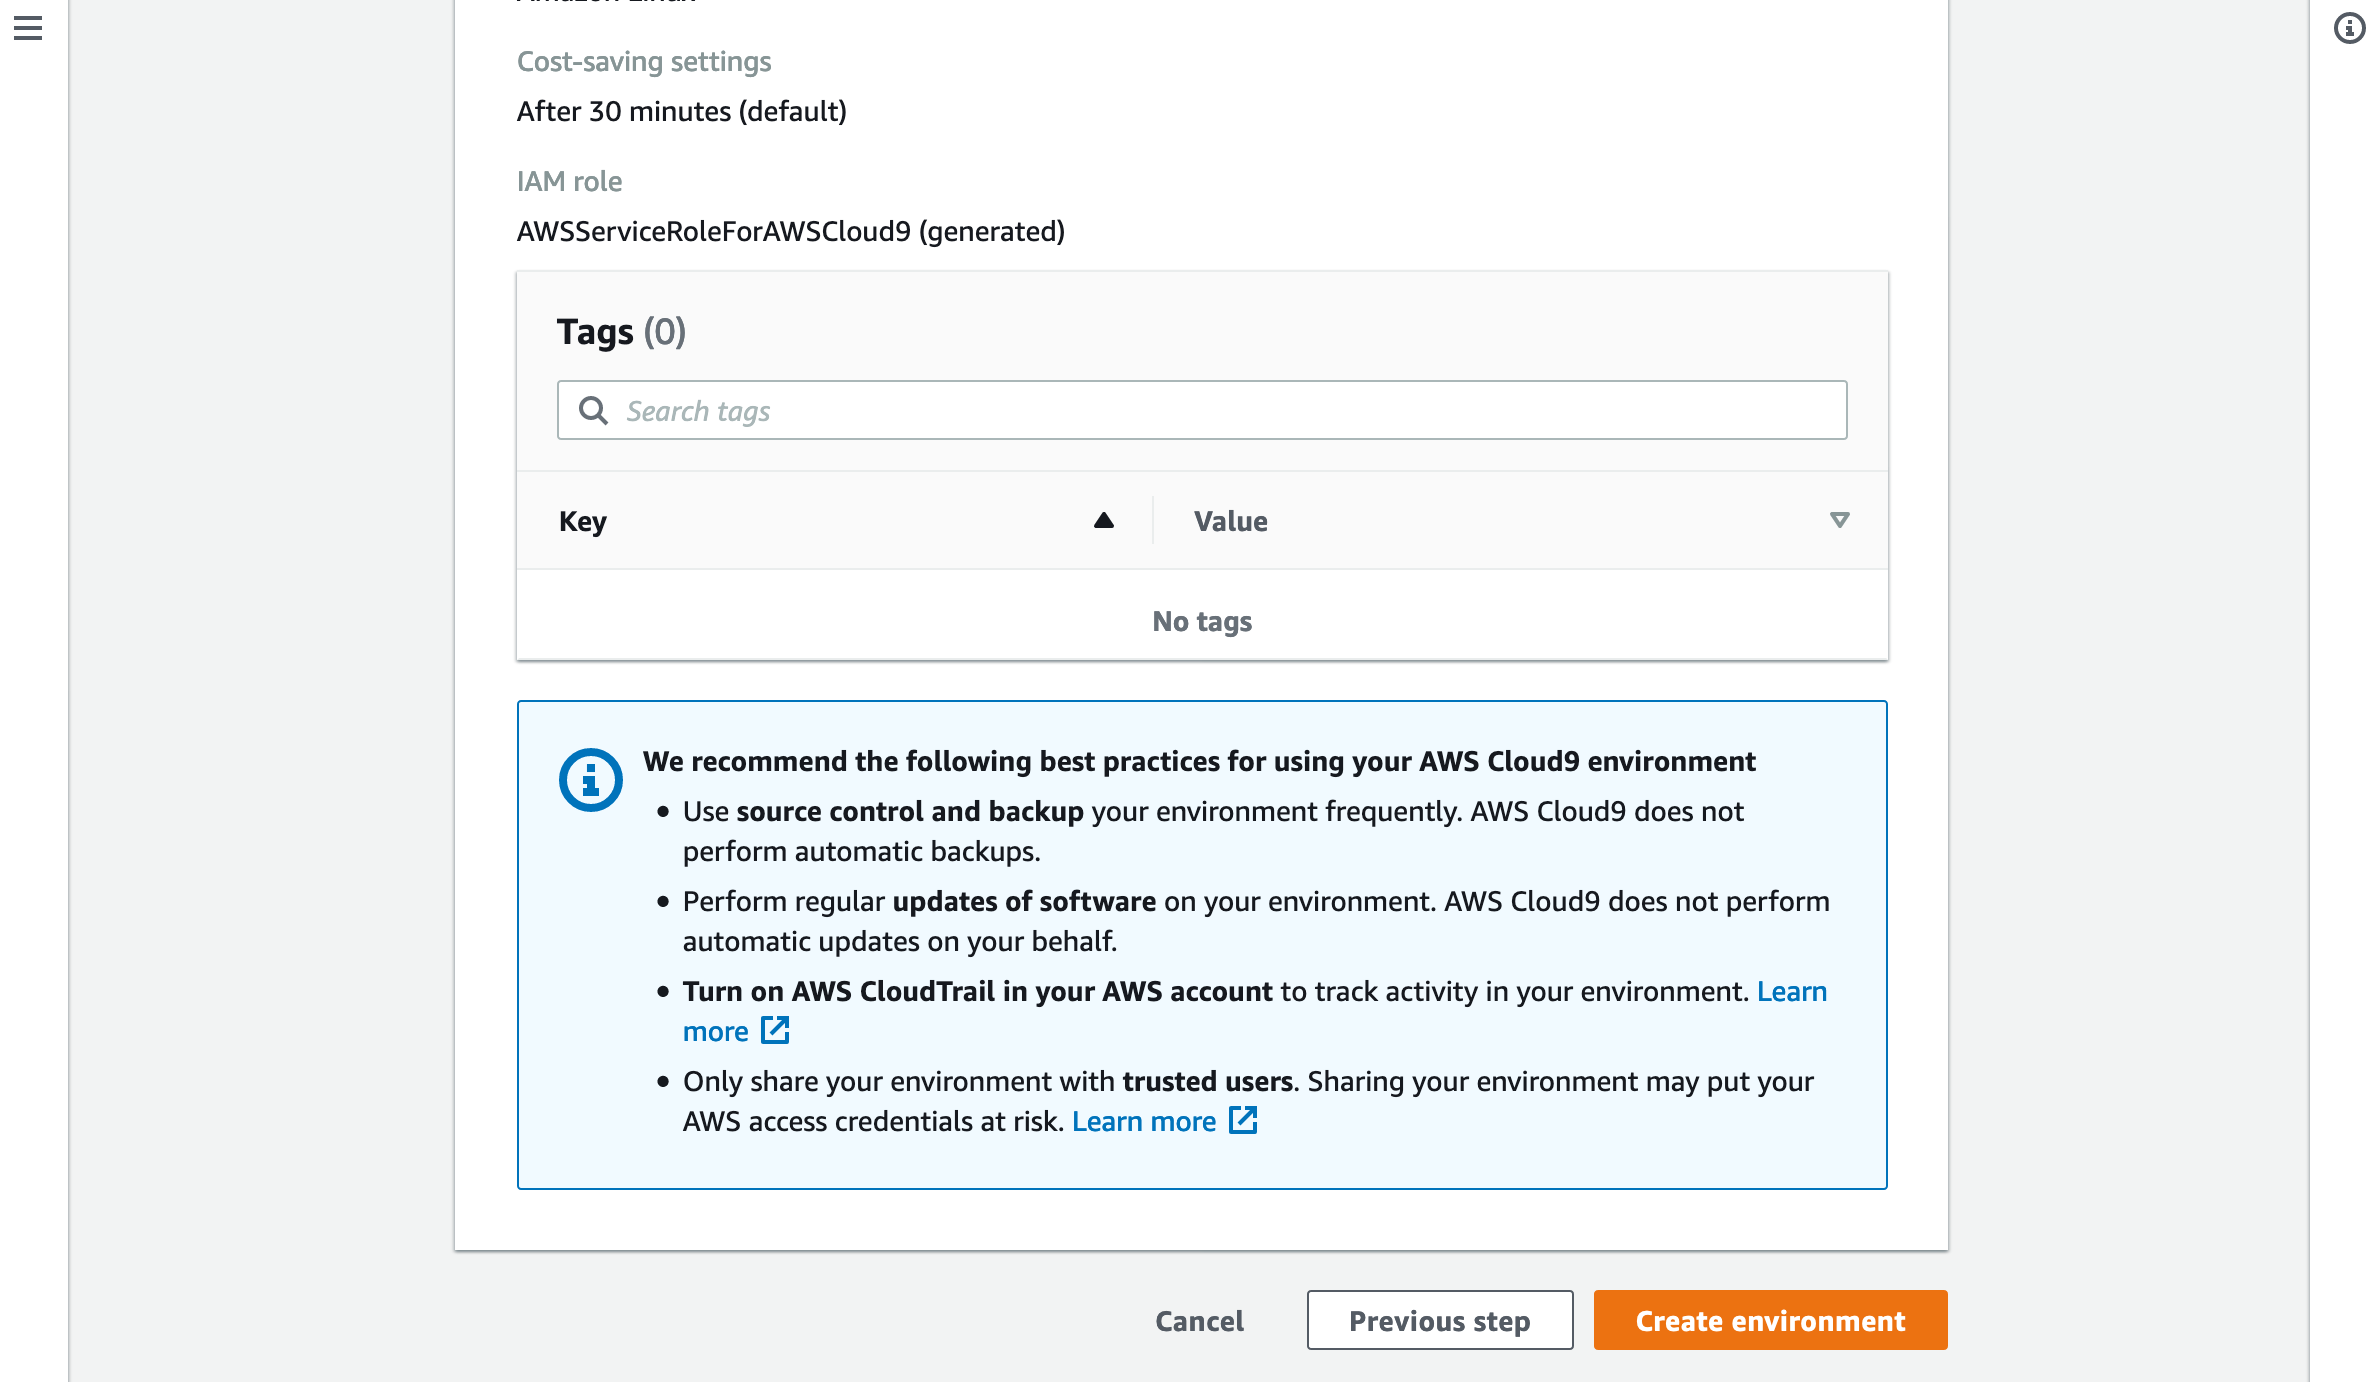 Amazon Linux
Cost-saving settings
After 30 minutes (default)
IAM role
AWSServiceRoleForAWSCloud9 (generated)
Tags (0)
Search tags
Key
Value
No tags
We recommend the following best practices for using your AWS Cloud9 environment
Use source control and backup your environment frequently. AWS Cloud9 does not
perform automatic backups.
Perform regular updates of software on your environment. AWS Cloud9 does not perform
automatic updates on your behalf.
Turn on AWS CloudTrail in your AWS account to track activity in your environment. Learn
more
Only share your environment with trusted users. Sharing your environment may put your
AWS access credentials at risk. Learn more
Cancel
Previous step
Create environment